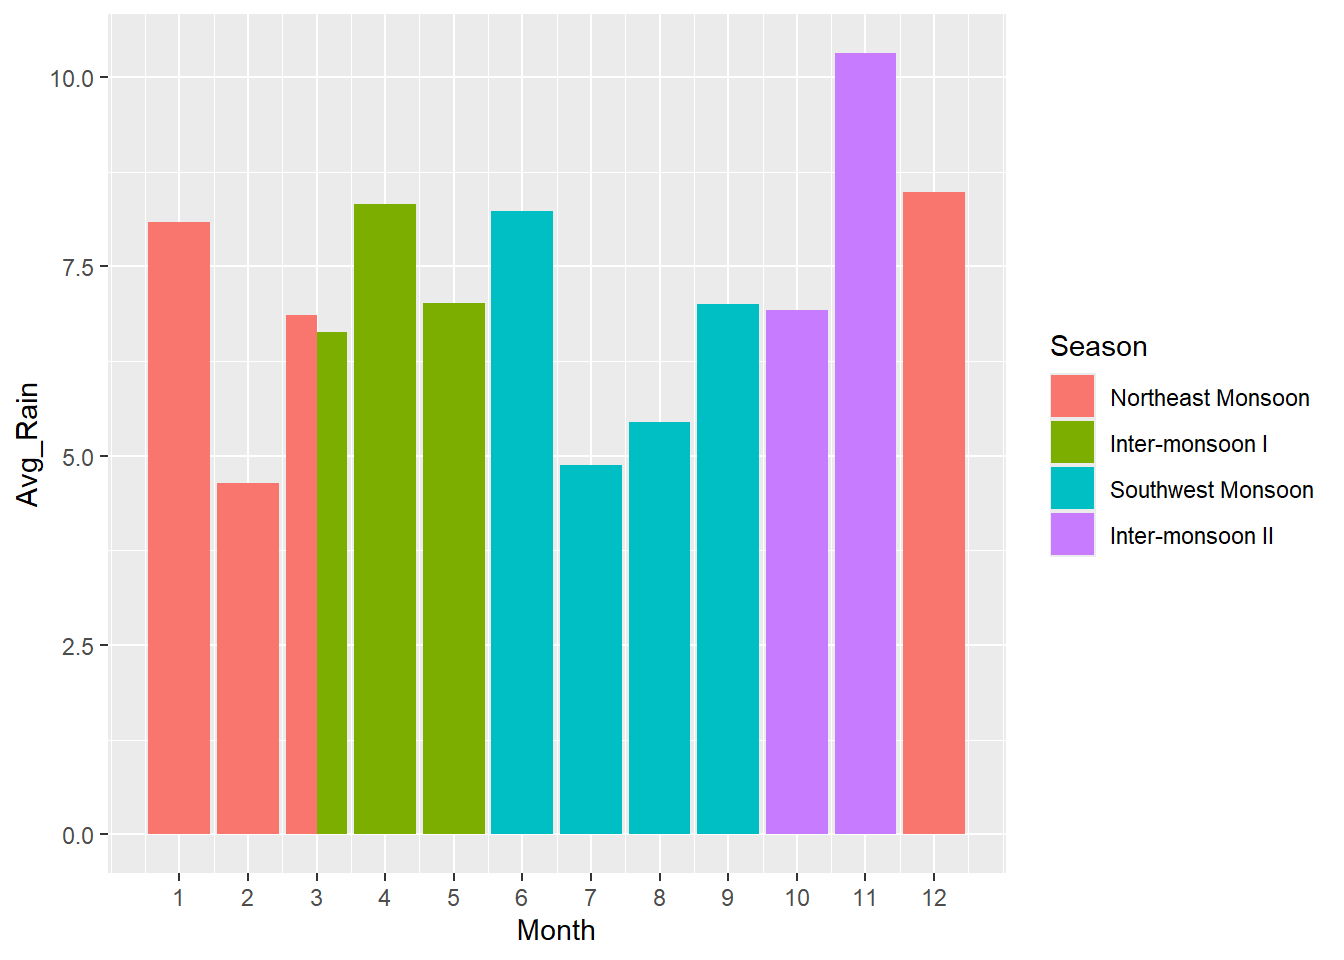 Avg_Rain
10.0
7.5
5.0
2.5
0.0
1 2 3 4 5 6 7 8 9 10 11 12
Month
Season
Northeast Monsoon
Inter-monsoon I
Southwest Monsoon
Inter-monsoon II